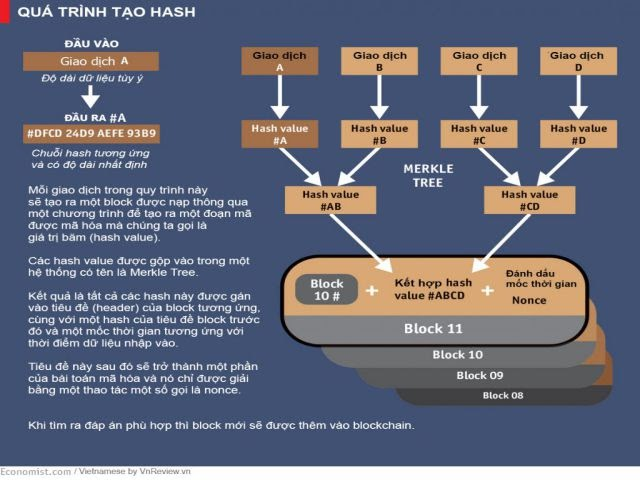 QUÁ TRÌNH TẠO HASH
ĐẦU VÀO
Giao dịch A
Độ dài dữ liệu tùy ý
ĐẦU RA #A
#DFCD 24D9 AEFE 93B9
Chuỗi hash tương ứng
và có độ dài nhất định
Mỗi giao dịch trong quy trình này
sẽ tạo ra một block được nạp thông qua
một chương trình để tạo ra một đoạn mã
được mã hóa mà chúng ta gọi là
giá trị băm (hash value).
Các hash value được gộp vào trong một
hệ thống có tên là Merkle Tree.
Kết quả là tất cả các hash này được gán
vào tiêu đề (header) của block tương ứng,
cùng với một hash của tiêu đề block trước
đó và một mốc thời gian tương ứng với
thời điểm dữ liệu nhập vào.
Tiêu đề này sau đó sẽ trở thành một phần
của bài toán mã hóa và nó chỉ được giải
bằng một thao tác một số gọi là nonce.
Khi tìm ra đáp án phù hợp thì block mới sẽ được thêm vào blockchain.
Giao dịch
A
Giao dịch
B
Giao dịch
C
Giao dịch
D
Hash value
#A
Hash value
#B
Hash value
#C
Hash value
#D
MERKLE
TREE
Hash value
#AB
Hash value
#CD
Block
10 #
+
Kết hợp hash
value #ABCD
+
Đánh dấu
mốc thời gian
Nonce
Block 11
Block 10
Block 09
Block 08
Economist.com / Vietnamese by VnReview.vn